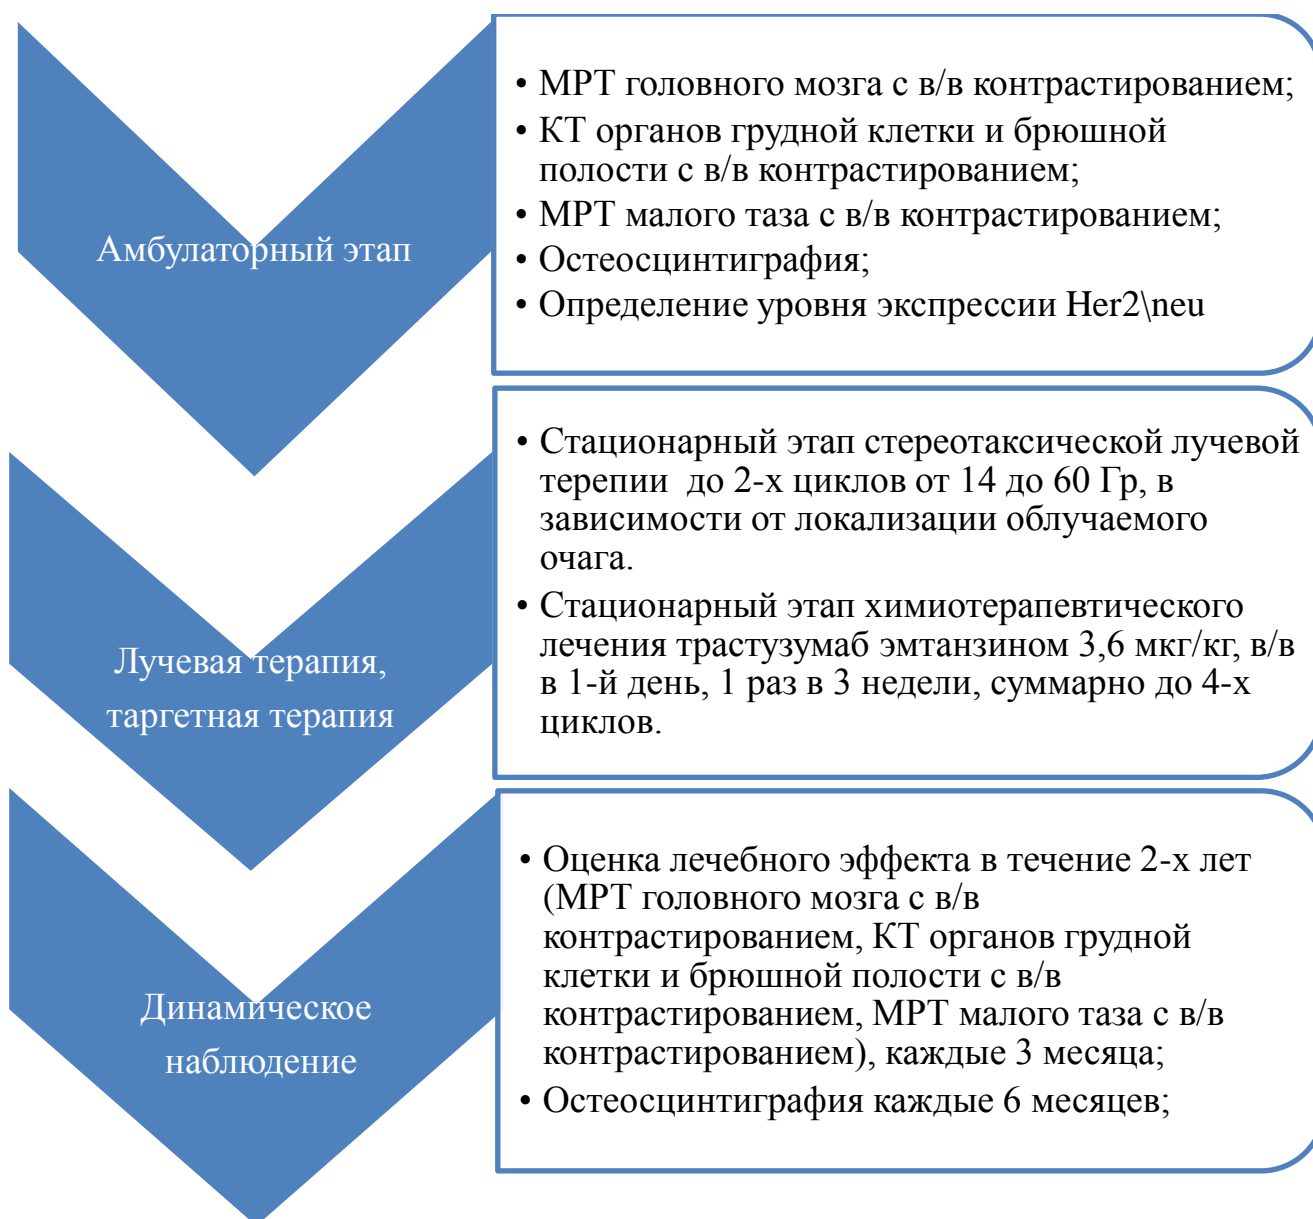 Амбулаторный этап
• МРТ головного мозга с в/в контрастированием;
• КТ органов грудной клетки и брюшной
полости с в/в контрастированием;
• МРТ малого таза с в/в контрастированием;
• Остеосцинтиграфия;
• Определение уровня экспрессии Her2\neu
Лучевая терапия,
таргетная терапия
• Стационарный этап стереотаксической лучевой
терепии до 2-х циклов от 14 до 60 Гр, в
зависимости от локализации облучаемого
очага.
• Стационарный этап химиотерапевтического
лечения трастузумаб эмтанзином 3,6 мкг/кг, в/в
в 1-й день, 1 раз в 3 недели, суммарно до 4-х
циклов.
Динамическое
наблюдение
• Оценка лечебного эффекта в течение 2-х лет
(МРТ головного мозга с в/в
контрастированием, КТ органов грудной
клетки и брюшной полости с в/в
контрастированием, МРТ малого таза с в/в
контрастированием), каждые 3 месяца;
• Остеосцинтиграфия каждые 6 месяцев;